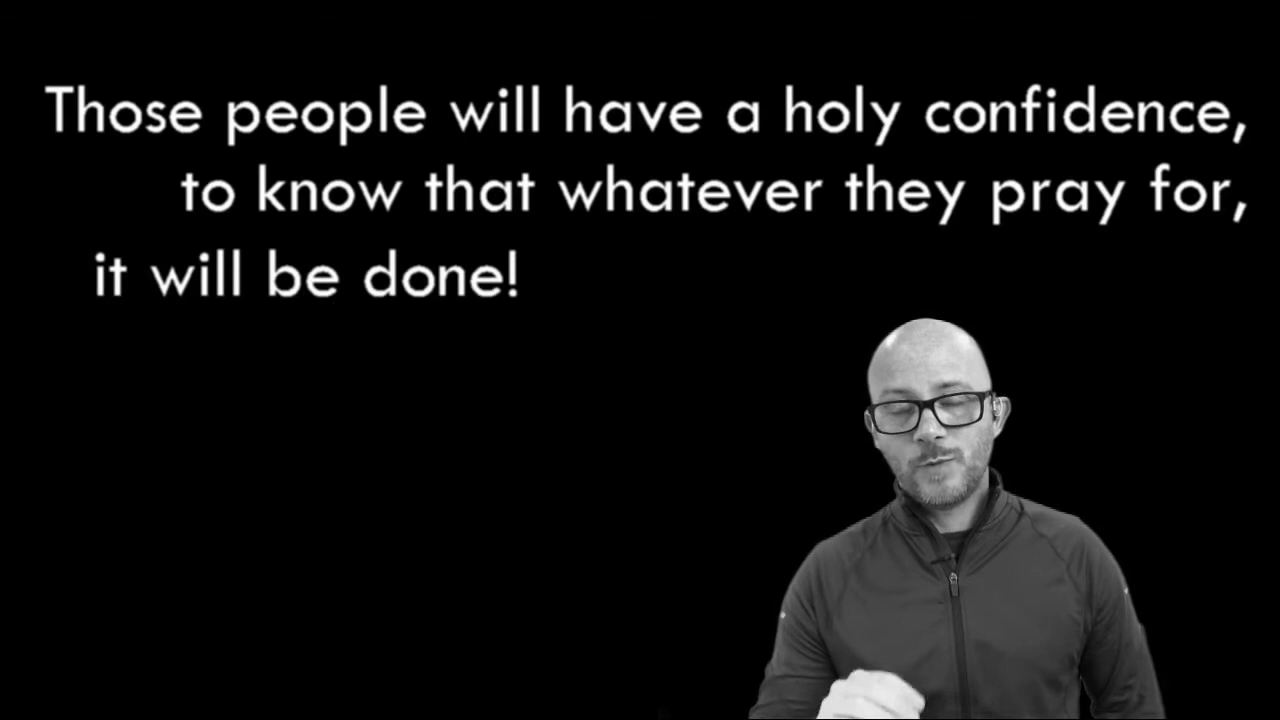 Those people will have a holy confidence,
to know that whatever they pray for,
it will be done!